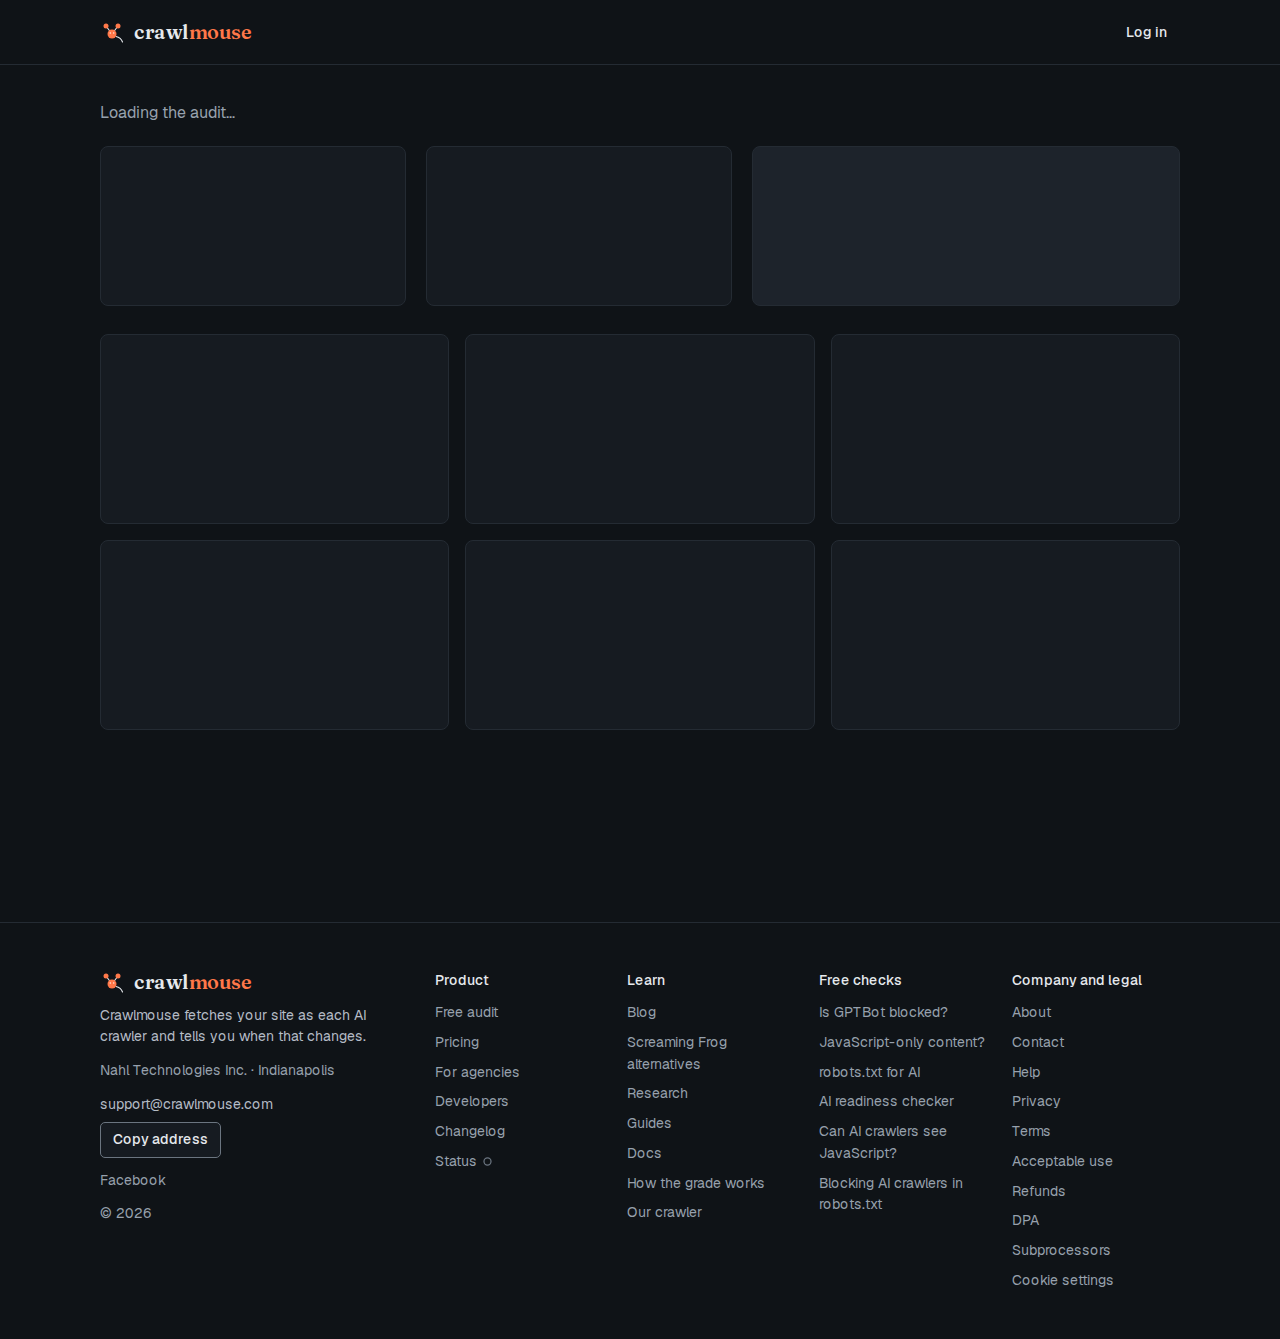 crawlmouse
Log in
Loading the audit...
crawlmouse
Crawlmouse fetches your site as each AI
crawler and tells you when that changes.
Nahl Technologies Inc. · Indianapolis
support@crawlmouse.com
Copy address
Facebook
© 2026
Product
Free audit
Pricing
For agencies
Developers
Changelog
Status
Learn
Blog
Screaming Frog
alternatives
Research
Guides
Docs
How the grade works
Our crawler
Free checks
Is GPTBot blocked?
JavaScript-only content?
robots.txt for AI
AI readiness checker
Can AI crawlers see
JavaScript?
Blocking AI crawlers in
robots.txt
Company and legal
About
Contact
Help
Privacy
Terms
Acceptable use
Refunds
DPA
Subprocessors
Cookie settings